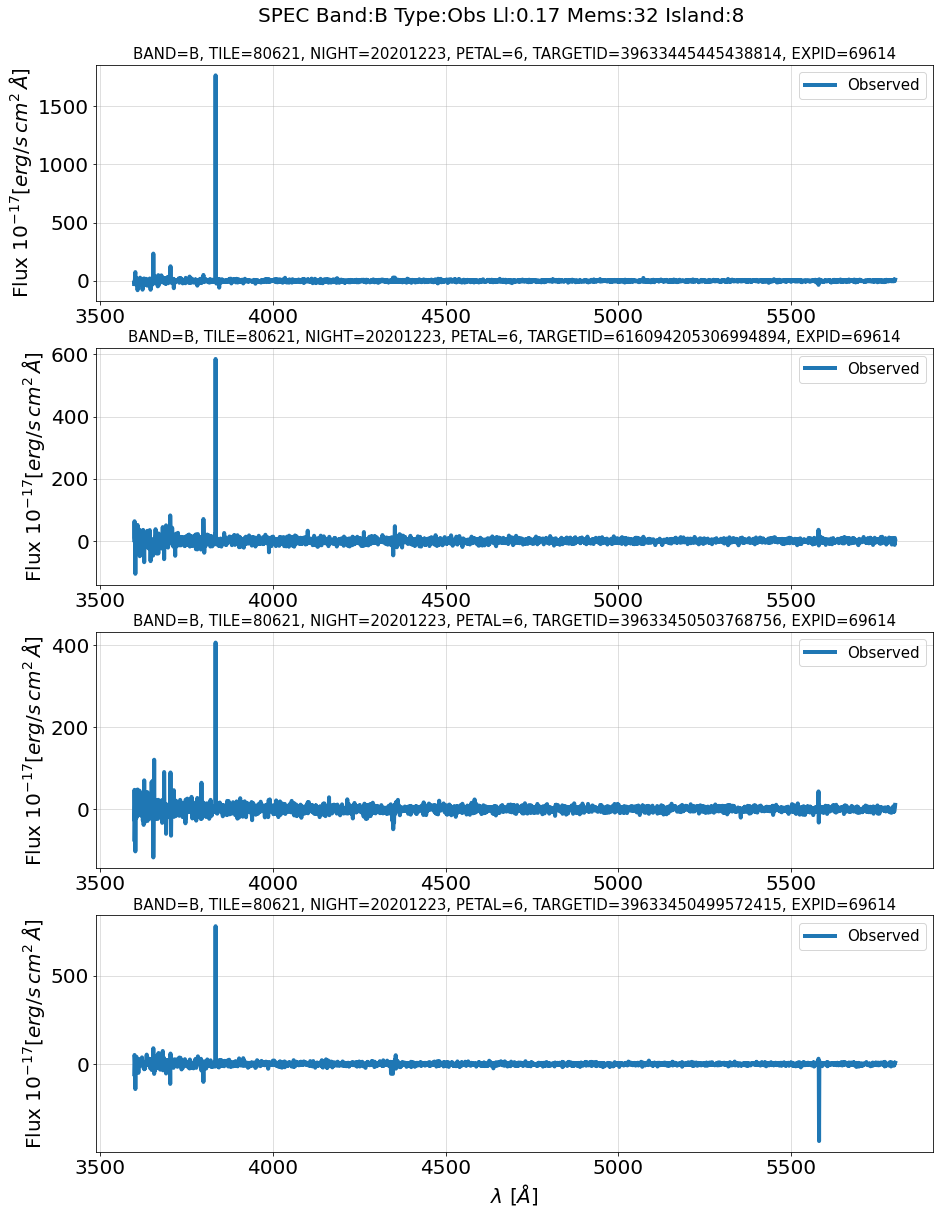 SPEC Band:B Type:Obs Ll:0.17 Mems:32 Island:8
BAND=B, TILE=80621, NIGHT=20201223, PETAL=6, TARGETID=39633445445438814, EXPID=69614
Flux 10^{-17}[erg/s cm^2 Å]
1500
1000
500
0
Observed
3500 4000 4500 5000 5500
BAND=B, TILE=80621, NIGHT=20201223, PETAL=6, TARGETID=616094205306994894, EXPID=69614
Flux 10^{-17}[erg/s cm^2 Å]
600
400
200
0
Observed
3500 4000 4500 5000 5500
BAND=B, TILE=80621, NIGHT=20201223, PETAL=6, TARGETID=39633450503768756, EXPID=69614
Flux 10^{-17}[erg/s cm^2 Å]
400
200
0
Observed
3500 4000 4500 5000 5500
BAND=B, TILE=80621, NIGHT=20201223, PETAL=6, TARGETID=39633450499572415, EXPID=69614
Flux 10^{-17}[erg/s cm^2 Å]
500
0
Observed
3500 4000 4500 5000 5500
λ [Å]